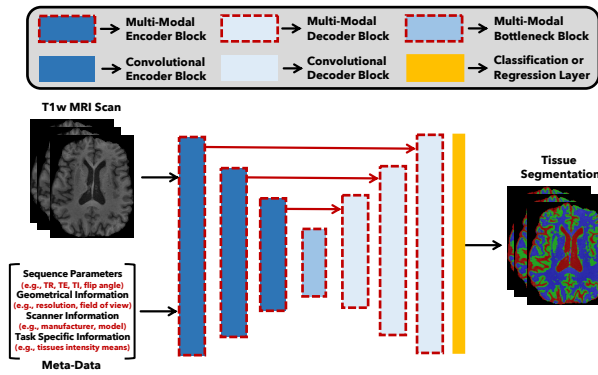 Multi-Modal
Encoder Block
Multi-Modal
Decoder Block
Multi-Modal
Bottleneck Block
Convolutional
Encoder Block
Convolutional
Decoder Block
Classification or
Regression Layer
T1w MRI Scan
Tissue
Segmentation
Sequence Parameters
(e.g., TR, TE, TI, flip angle)
Geometrical Information
(e.g., resolution, field of view)
Scanner Information
(e.g., manufacturer, model)
Task Specific Information
(e.g., tissues intensity means)
Meta-Data